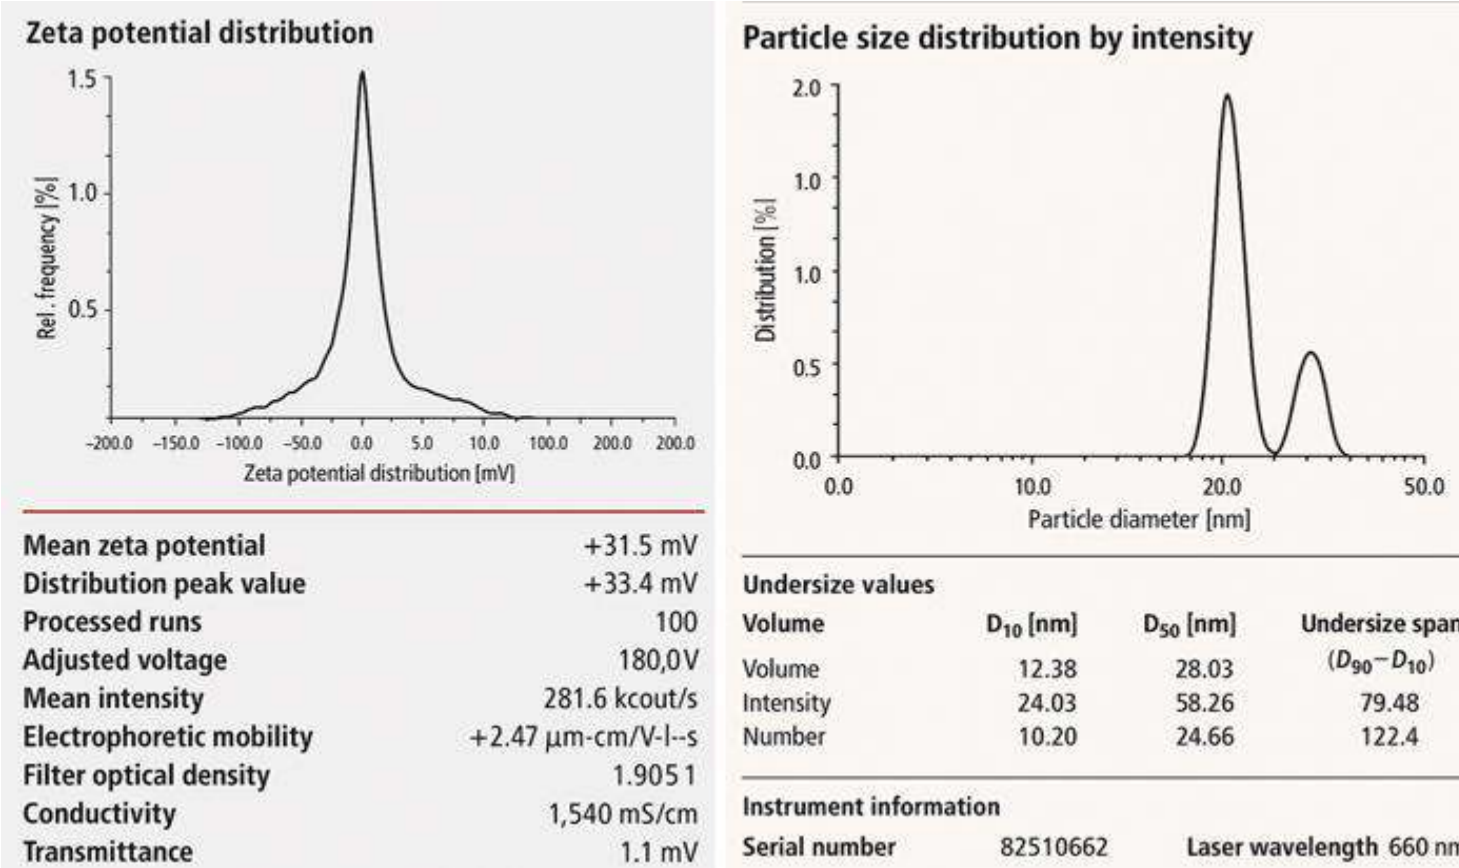 Zeta potential distribution
1.5
1.0
0.5
Rel. frequency [%]
−200.0 −150.0 −100.0 −50.0 0.0 5.0 10.0 100.0 200.0 200.0
Zeta potential distribution [mV]
Mean zeta potential +31.5 mV
Distribution peak value +33.4 mV
Processed runs 100
Adjusted voltage 180,0V
Mean intensity 281.6 kcout/s
Electrophoretic mobility +2.47 µm-cm/V-l--s
Filter optical density 1.9051
Conductivity 1,540 mS/cm
Transmittance 1.1 mV
Particle size distribution by intensity
2.0
1.0
1.0
0.5
0.0
Distribution [%]
0.0 10.0 20.0 50.0
Particle diameter [nm]
Undersize values
Volume D10 [nm] D50 [nm] Undersize span
(D90−D10)
Volume 12.38 28.03
Intensity 24.03 58.26 79.48
Number 10.20 24.66 122.4
Instrument information
Serial number 82510662 Laser wavelength 660 nm